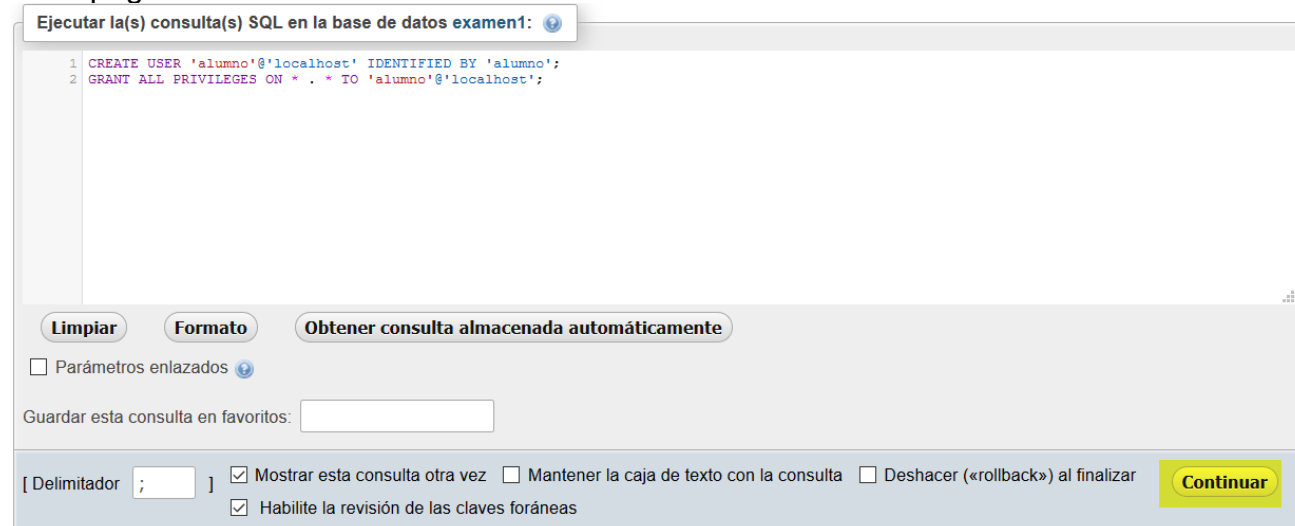 Ejecutar la(s) consulta(s) SQL en la base de datos examen1:
1 CREATE USER 'alumno'@'localhost' IDENTIFIED BY 'alumno';
2 GRANT ALL PRIVILEGES ON * . * TO 'alumno'@'localhost';
Limpiar Formato Obtener consulta almacenada automáticamente
Parámetros enlazados
Guardar esta consulta en favoritos:
[ Delimitador ; ] Mostrar esta consulta otra vez Mantener la caja de texto con la consulta Deshacer («rollback») al finalizar Continuar
Habilite la revisión de las claves foráneas